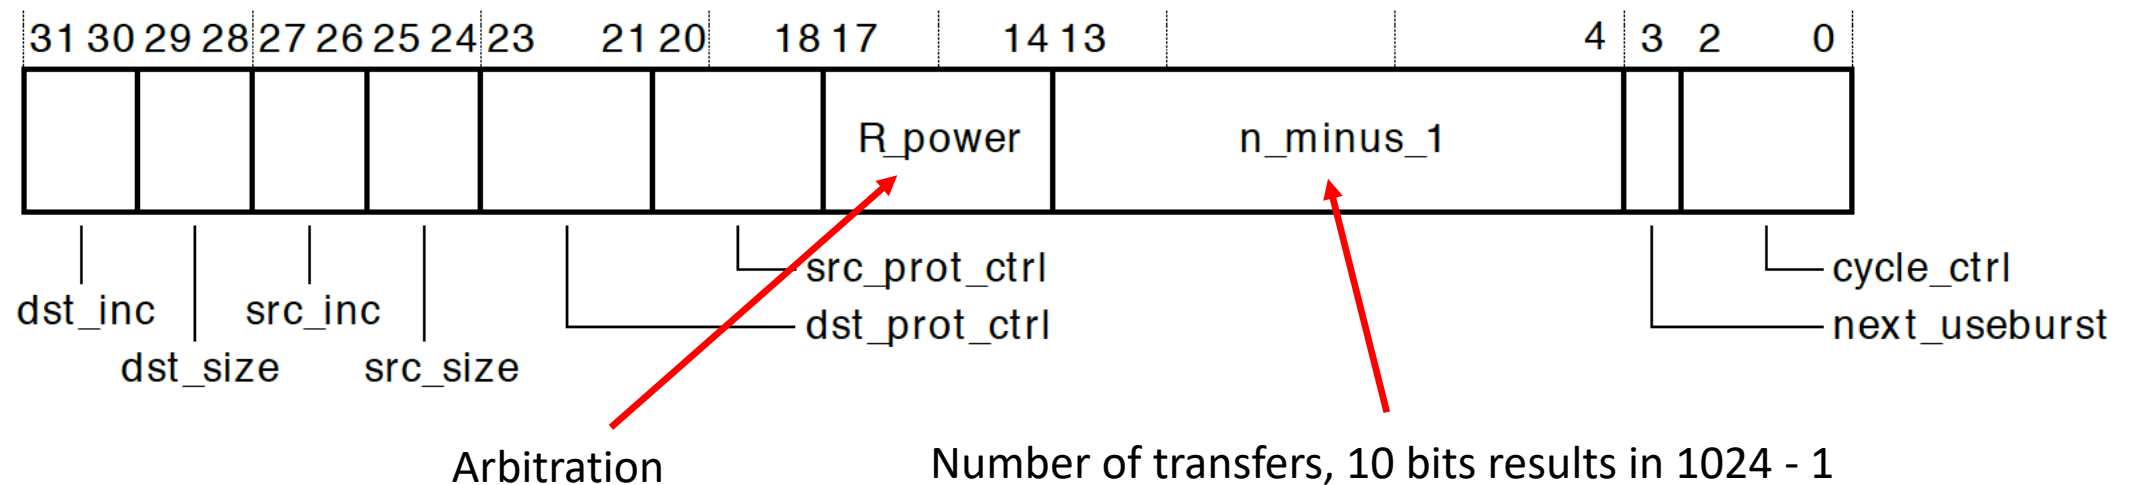 31 30 29 28 27 26 25 24 23 21 20 18 17 14 13 4 3 2 0
R_power n_minus_1
src_prot_ctrl cycle_ctrl
dst_inc src_inc dst_prot_ctrl next_useburst
dst_size src_size
Arbitration Number of transfers, 10 bits results in 1024 - 1